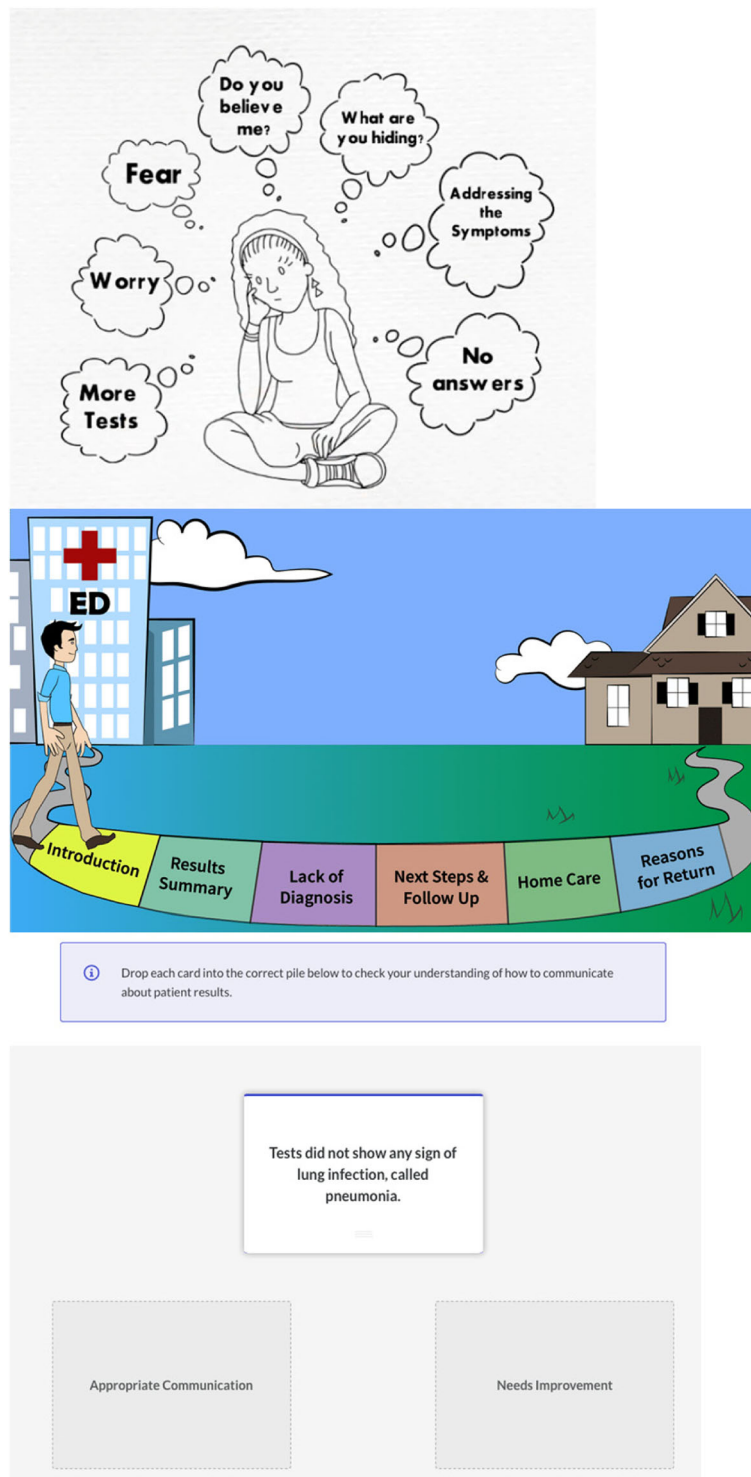 Do you
believe
me?
What are
you hiding?
Fear
Addressing
the
Symptoms
Worry
No
answers
More
Tests
ED
Introduction
Results
Summary
Lack of
Diagnosis
Next Steps &
Follow Up
Home Care
Reasons
for Return
Drop each card into the correct pile below to check your understanding of how to communicate
about patient results.
Tests did not show any sign of
lung infection, called
pneumonia.
Appropriate Communication
Needs Improvement